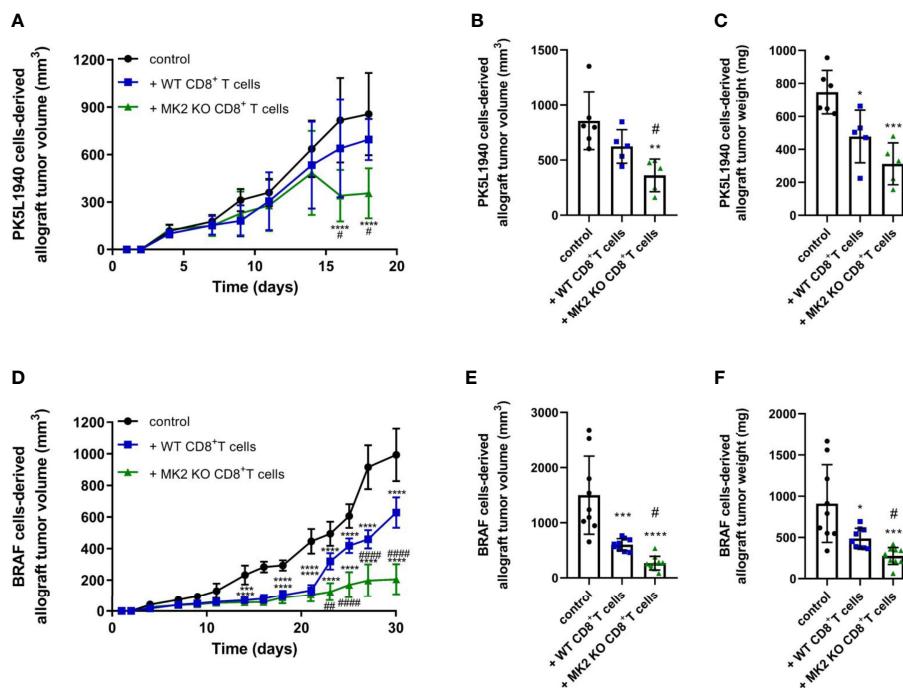 A
PK5L1940 cells-derived
allograft tumor volume (mm³)
1200
900
600
300
0
control
+ WT CD8⁺ T cells
+ MK2 KO CD8⁺ T cells
****
#
****
#
0
5
10
15
20
Time (days)
B
PK5L1940 cells-derived
allograft tumor volume (mm³)
1500
1000
500
0
#
**
control
+ WT CD8⁺T cells
+ MK2 KO CD8⁺T cells
C
PK5L1940 cells-derived
allograft tumor weight (mg)
1000
800
600
400
200
0
*
***
control
+ WT CD8⁺T cells
+ MK2 KO CD8⁺T cells
D
BRAF cells-derived
allograft tumor volume (mm³)
1200
1000
800
600
400
200
0
control
+ WT CD8⁺T cells
+ MK2 KO CD8⁺T cells
***
****
****
****
****
****
****
****
##
****
****
####
****
####
****
****
####
****
0
10
20
30
Time (days)
E
BRAF cells-derived
allograft tumor volume (mm³)
3000
2000
1000
0
***
#
****
control
+ WT CD8⁺T cells
+ MK2 KO CD8⁺T cells
F
BRAF cells-derived
allograft tumor weight (mg)
2000
1500
1000
500
0
*
#
***
control
+ WT CD8⁺T cells
+ MK2 KO CD8⁺T cells